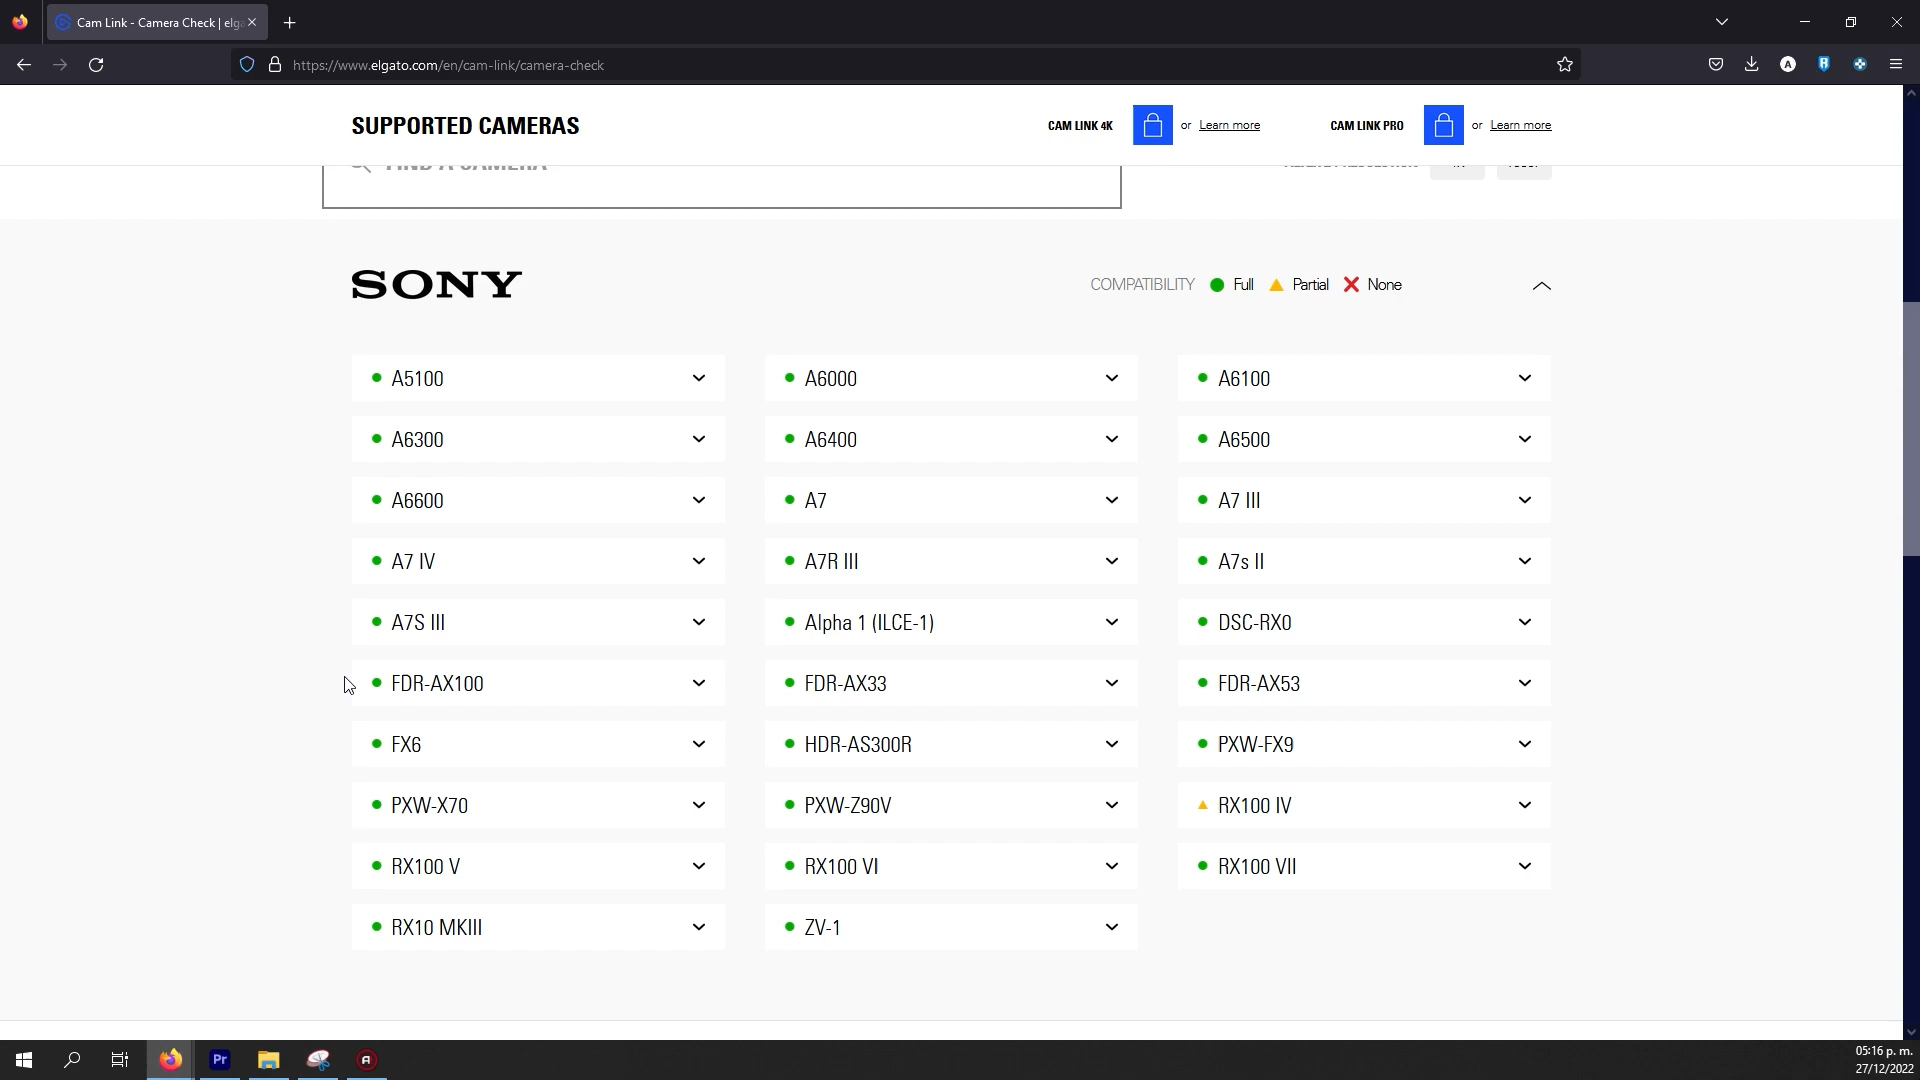 Cam Link - Camera Check | elga
https://www.elgato.com/en/cam-link/camera-check
SUPPORTED CAMERAS
CAM LINK 4K
or Learn more
CAM LINK PRO
or Learn more
FIND A CAMERA
SONY
COMPATIBILITY Full Partial None
A5100
A6000
A6100
A6300
A6400
A6500
A6600
A7
A7 III
A7 IV
A7R III
A7s II
A7S III
Alpha 1 (ILCE-1)
DSC-RX0
FDR-AX100
FDR-AX33
FDR-AX53
FX6
HDR-AS300R
PXW-FX9
PXW-X70
PXW-Z90V
RX100 IV
RX100 V
RX100 VI
RX100 VII
RX10 MKIII
ZV-1
Pr
05:16 p. m.
27/12/2022